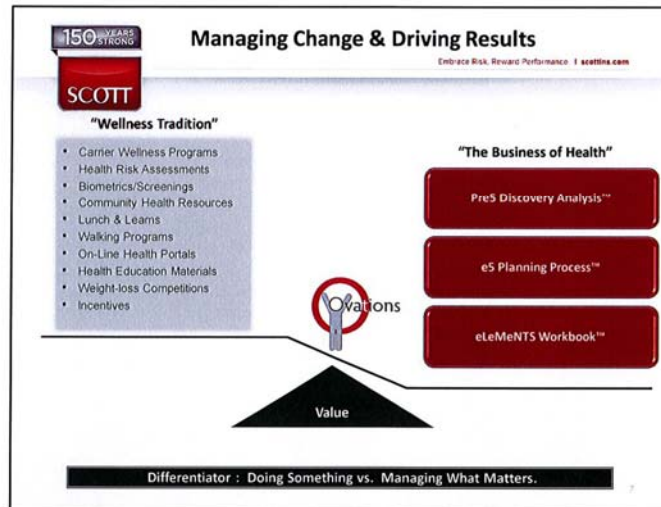 150 YEARS STRONG
SCOTT
Managing Change & Driving Results
Embrace Risk, Reward Performance. I scottins.com
"Wellness Tradition"
• Carrier Wellness Programs
• Health Risk Assessments
• Biometrics/Screenings
• Community Health Resources
• Lunch & Learns
• Walking Programs
• On-Line Health Portals
• Health Education Materials
• Weight-loss Competitions
• Incentives
"The Business of Health"
Pre5 Discovery Analysis™
e5 Planning Process™
eLeMeNTS Workbook™
Ovations
Value
Differentiator : Doing Something vs. Managing What Matters.
7